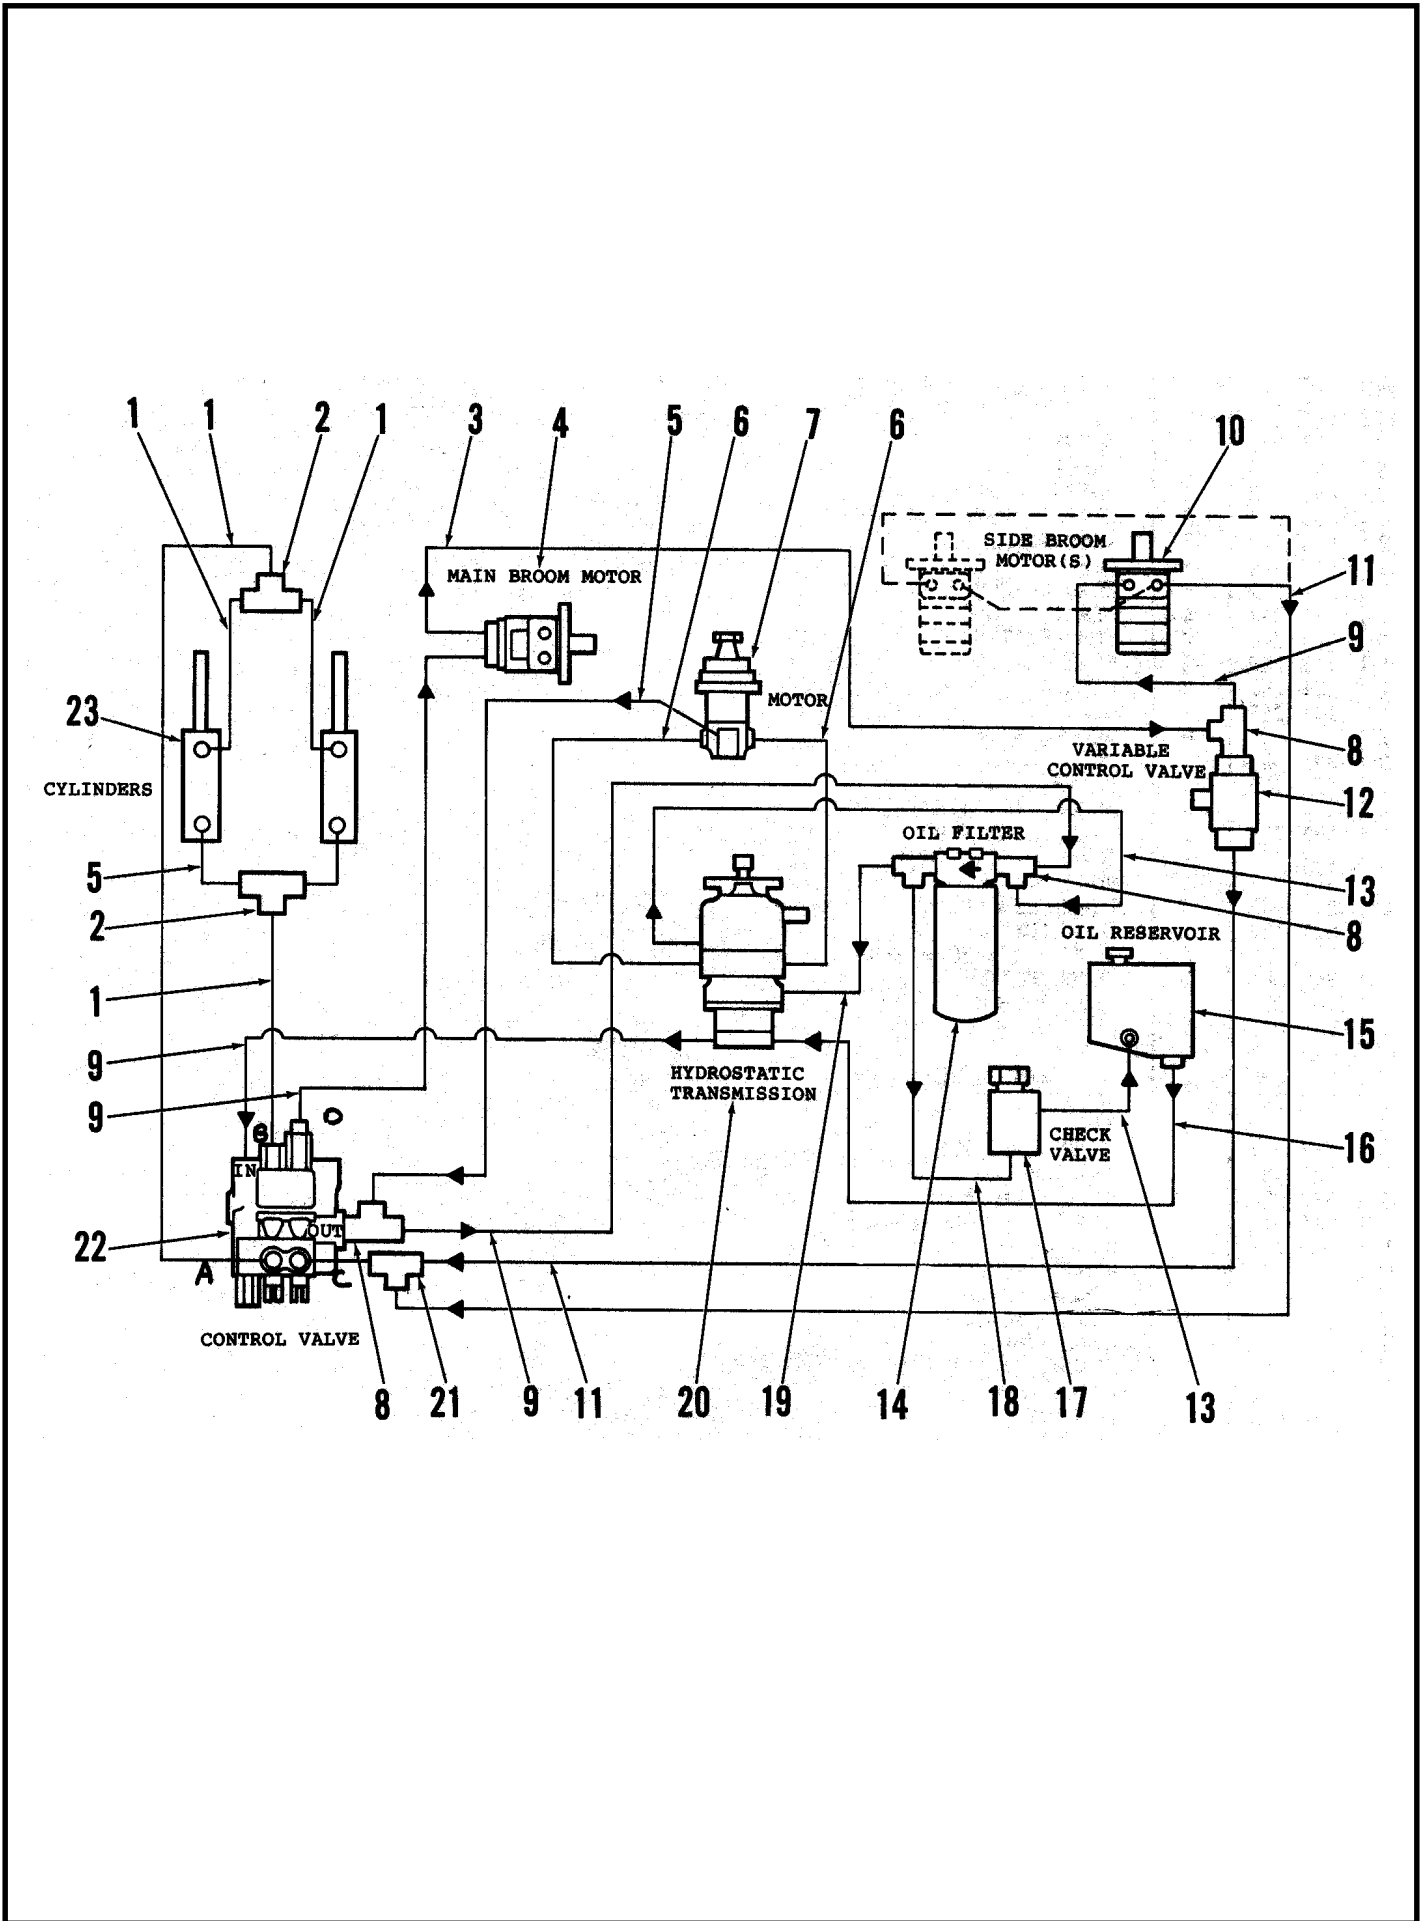 1
1
2
1
3
4
5
6
7
6
10
SIDE BROOM
MOTOR(S)
MAIN BROOM MOTOR
11
9
23
MOTOR
8
VARIABLE
CONTROL VALVE
CYLINDERS
12
OIL FILTER
5
13
2
OIL RESERVOIR
8
1
15
9
HYDROSTATIC
TRANSMISSION
9
D
B
CHECK
VALVE
16
IN
OUT
22
A
C
CONTROL VALVE
8
21
9
11
20
19
14
18
17
13